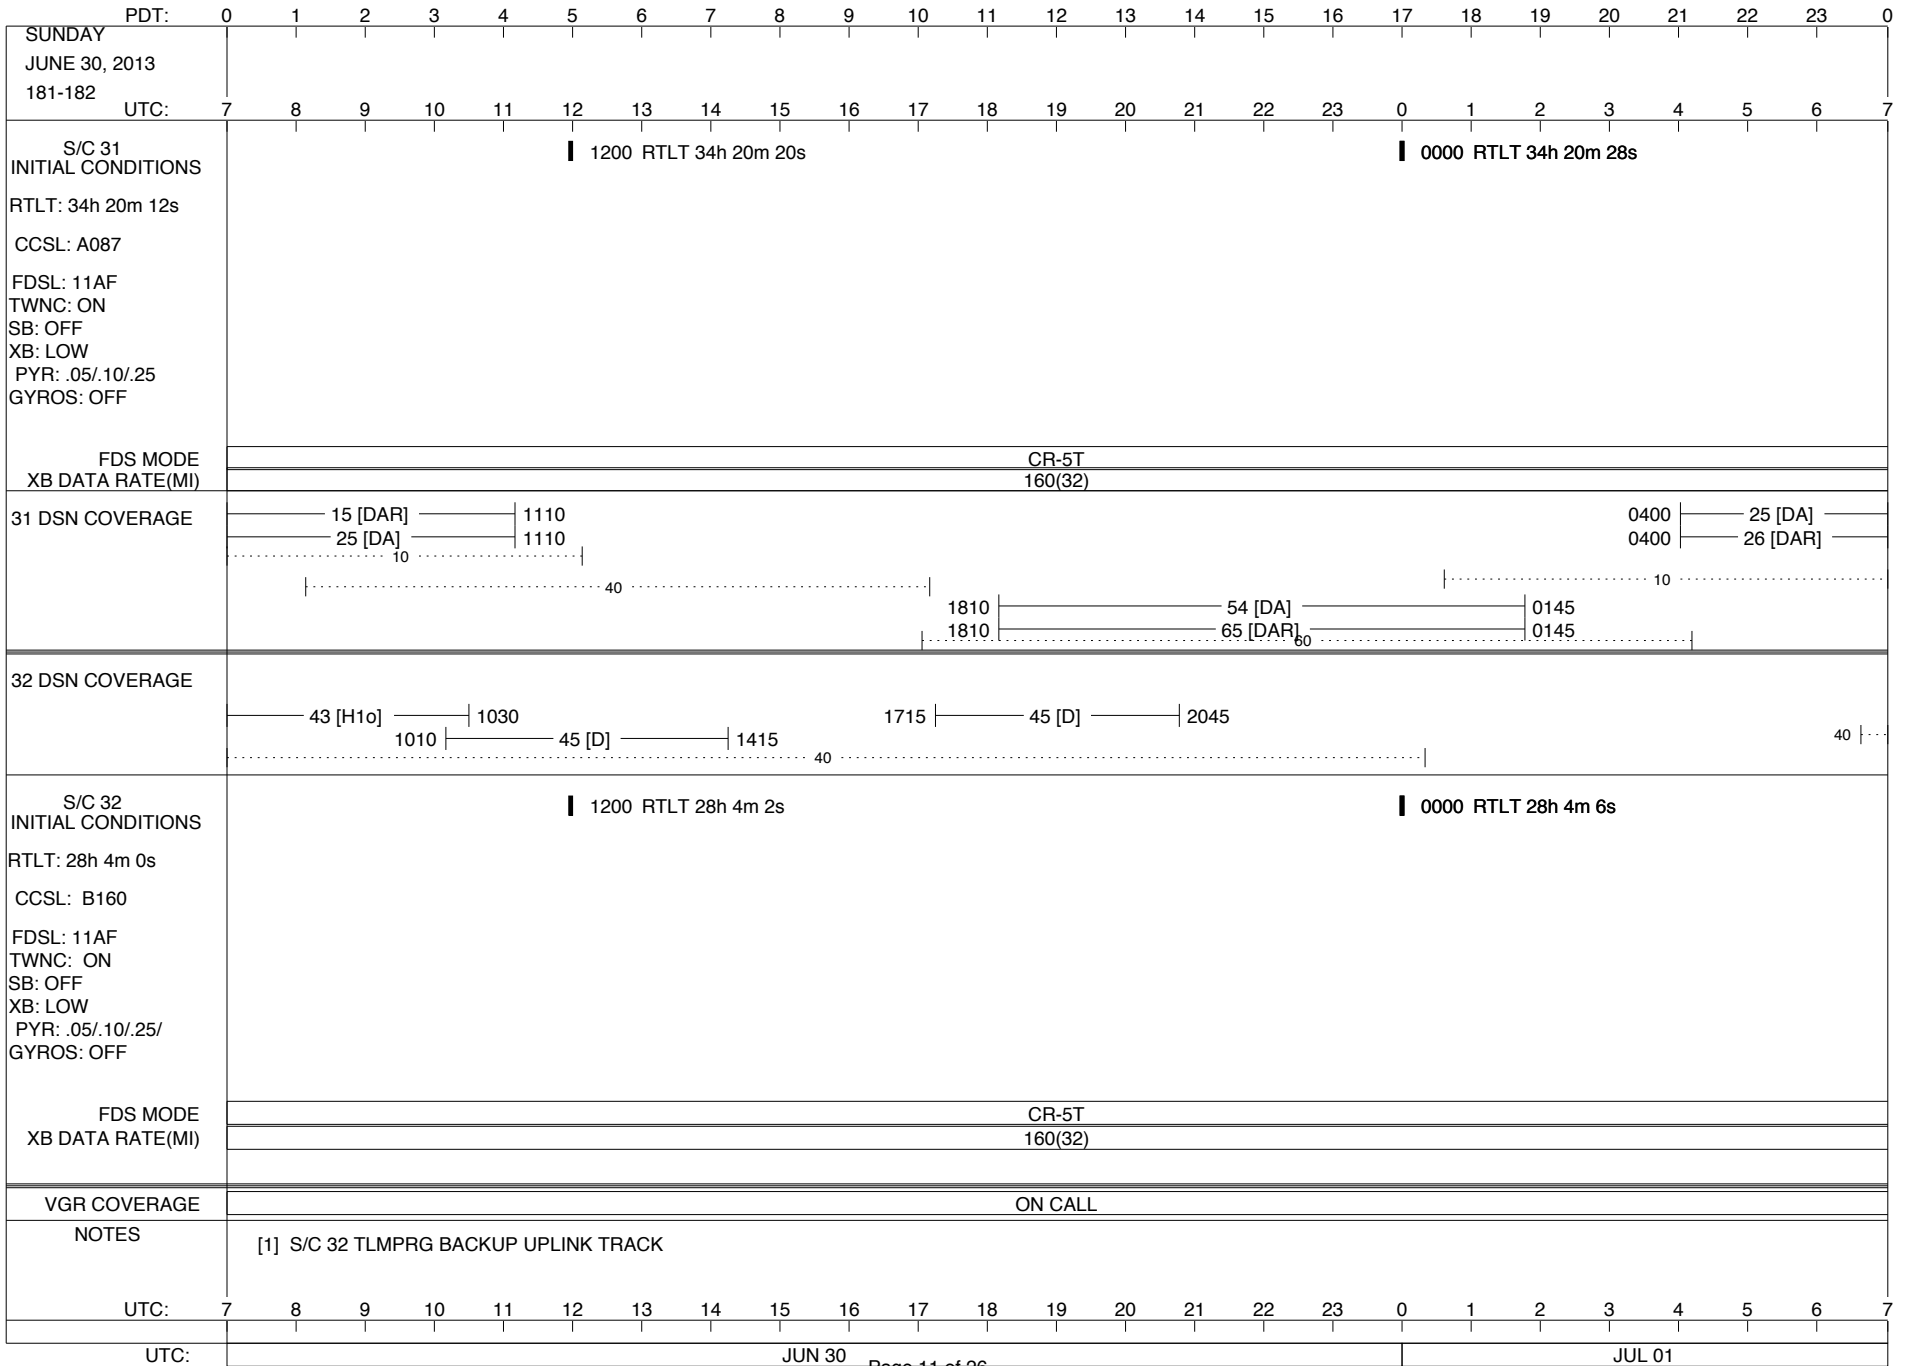 PDT: 0 1 2 3 4 5 6 7 8 9 10 11 12 13 14 15 16 17 18 19 20 21 22 23 0
SUNDAY
JUNE 30, 2013
181-182
UTC: 7 8 9 10 11 12 13 14 15 16 17 18 19 20 21 22 23 0 1 2 3 4 5 6 7
S/C 31
INITIAL CONDITIONS
1200 RTLT 34h 20m 20s
0000 RTLT 34h 20m 28s
RTLT: 34h 20m 12s
CCSL: A087
FDSL: 11AF
TWNC: ON
SB: OFF
XB: LOW
PYR: .05/.10/.25
GYROS: OFF
FDS MODE CR-5T
XB DATA RATE(MI) 160(32)
31 DSN COVERAGE
15 [DAR] 1110 0400 25 [DA]
25 [DA] 1110 0400 26 [DAR]
10
40 10
1810 54 [DA] 0145
1810 65 [DAR] 0145
60
32 DSN COVERAGE
43 [H1o] 1030 1715 45 [D] 2045
1010 45 [D] 1415 40
40
S/C 32
INITIAL CONDITIONS
1200 RTLT 28h 4m 2s
0000 RTLT 28h 4m 6s
RTLT: 28h 4m 0s
CCSL: B160
FDSL: 11AF
TWNC: ON
SB: OFF
XB: LOW
PYR: .05/.10/.25/
GYROS: OFF
FDS MODE CR-5T
XB DATA RATE(MI) 160(32)
VGR COVERAGE ON CALL
NOTES
[1] S/C 32 TLMPRG BACKUP UPLINK TRACK
UTC: 7 8 9 10 11 12 13 14 15 16 17 18 19 20 21 22 23 0 1 2 3 4 5 6 7
UTC: JUN 30 JUL 01
Page 11 of 26